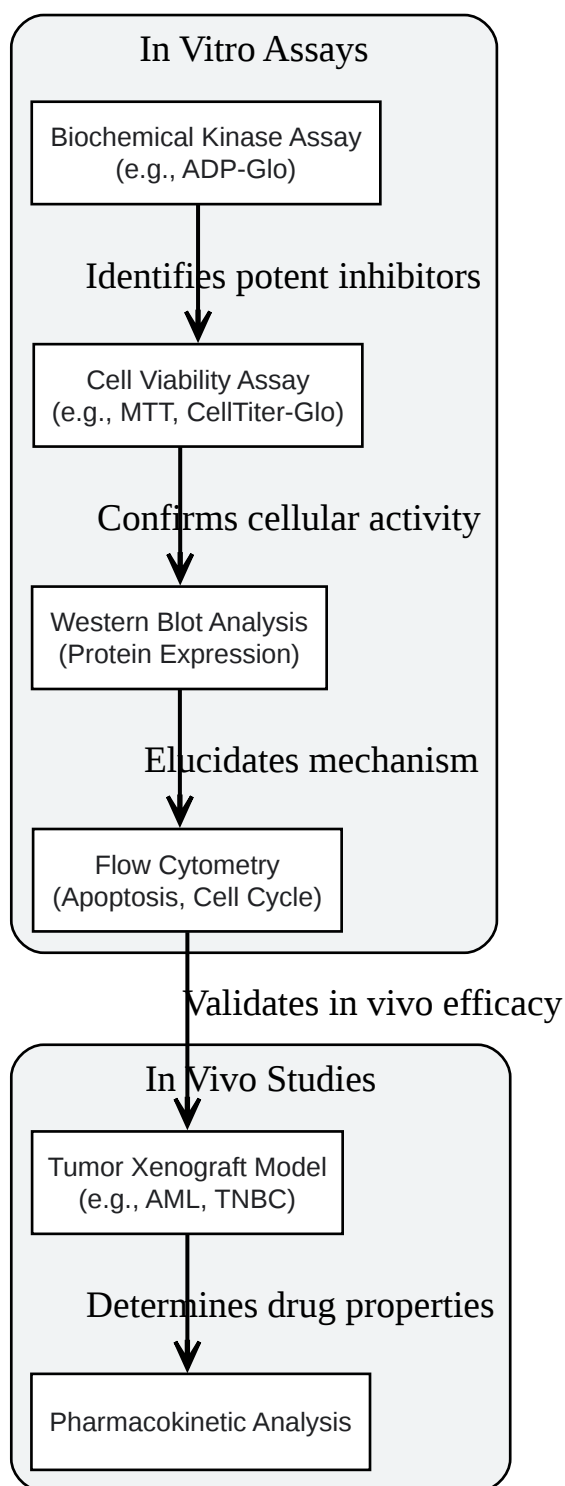 In Vitro Assays
Biochemical Kinase Assay
(e.g., ADP-Glo)
Identifies potent inhibitors
Cell Viability Assay
(e.g., MTT, CellTiter-Glo)
Confirms cellular activity
Western Blot Analysis
(Protein Expression)
Elucidates mechanism
Flow Cytometry
(Apoptosis, Cell Cycle)
Validates in vivo efficacy
In Vivo Studies
Tumor Xenograft Model
(e.g., AML, TNBC)
Determines drug properties
Pharmacokinetic Analysis